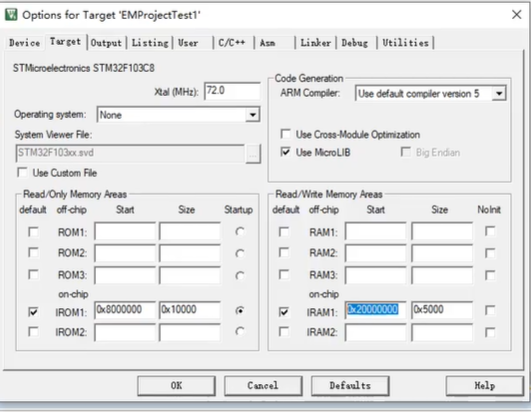 Options for Target 'EMProjectTest1'
Device Target Output Listing User C/C++ Asm Linker Debug Utilities
STMicroelectronics STM32F103C8
Xtal (MHz): 72.0
Operating system: None
System Viewer File:
STM32F103xx.svd
...
Use Custom File
Code Generation
ARM Compiler: Use default compiler version 5
Use Cross-Module Optimization
Use MicroLIB Big Endian
Read/Only Memory Areas
default off-chip Start Size Startup
ROM1:
ROM2:
ROM3:
on-chip
IROM1: 0x8000000 0x10000
IROM2:
Read/Write Memory Areas
default off-chip Start Size NoInit
RAM1:
RAM2:
RAM3:
on-chip
IRAM1: 0x20000000 0x5000
IRAM2:
OK Cancel Defaults Help